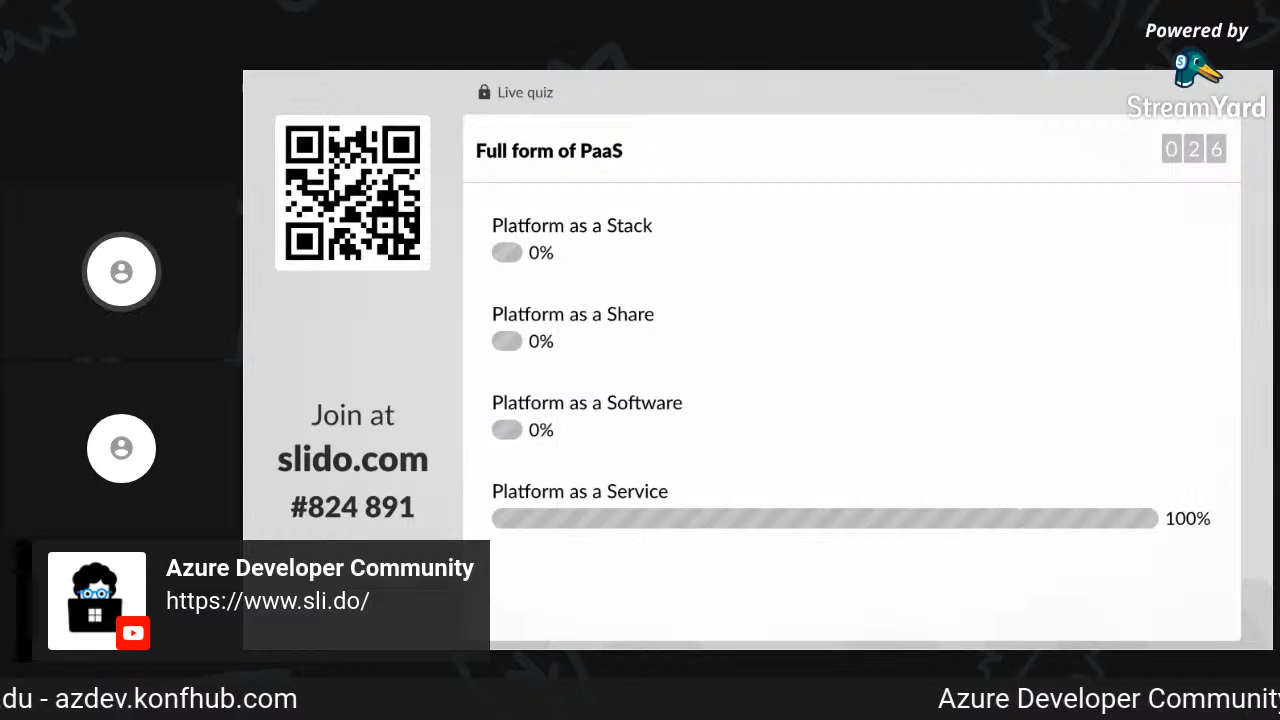 Powered by
StreamYard
Live quiz
Full form of PaaS
026
Platform as a Stack
0%
Platform as a Share
0%
Platform as a Software
0%
Platform as a Service
100%
Join at
slido.com
#824 891
Azure Developer Community
https://www.sli.do/
.du - azdev.konfhub.com
Azure Developer Community